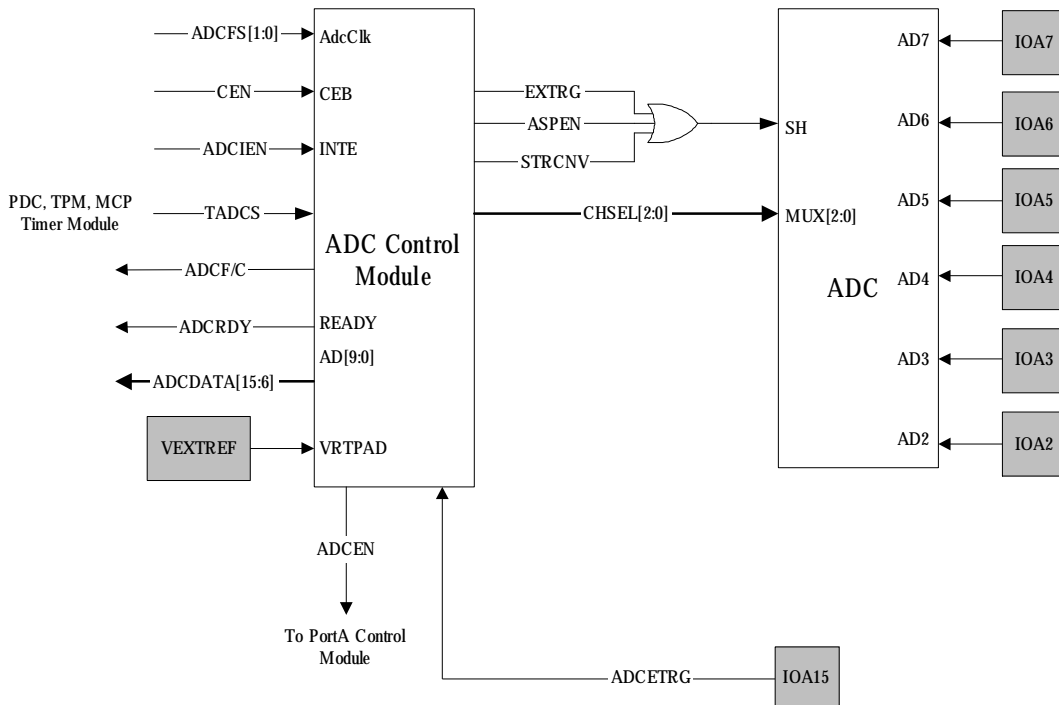 ADCFS[1:0]
AdcClk
CEN
CEB
ADCIEN
INTE
PDC, TPM, MCP
Timer Module
TADCS
ADCF/C
ADCRDY
READY
AD[9:0]
ADCDATA[15:6]
VEXTREF
VRTPAD
ADC Control
Module
EXTRG
ASPEN
STRCNV
CHSEL[2:0]
SH
MUX[2:0]
ADC
AD7
IOA7
AD6
IOA6
AD5
IOA5
AD4
IOA4
AD3
IOA3
AD2
IOA2
ADCEN
To PortA Control
Module
ADCETRG
IOA15